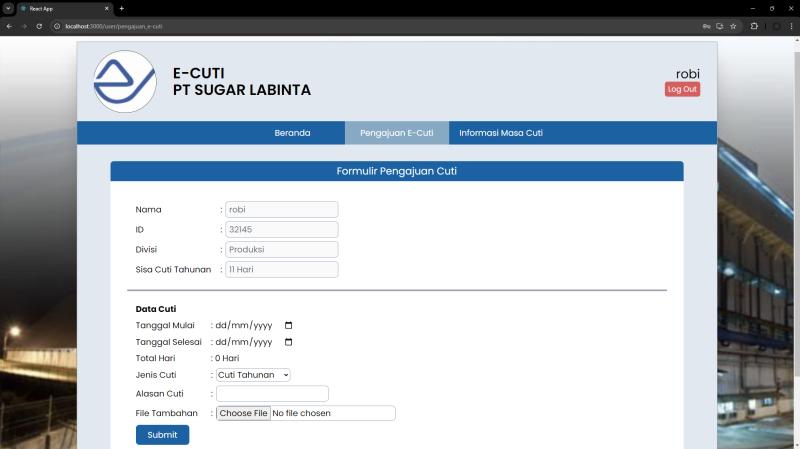 React App
localhost:3000/user/pengajuan_e-cuti
E-CUTI
PT SUGAR LABINTA
robi
Log Out
Beranda
Pengajuan E-Cuti
Informasi Masa Cuti
Formulir Pengajuan Cuti
Nama : robi
ID : 32145
Divisi : Produksi
Sisa Cuti Tahunan : 11 Hari
Data Cuti
Tanggal Mulai : dd/mm/yyyy
Tanggal Selesai : dd/mm/yyyy
Total Hari : 0 Hari
Jenis Cuti : Cuti Tahunan
Alasan Cuti :
File Tambahan : Choose File No file chosen
Submit